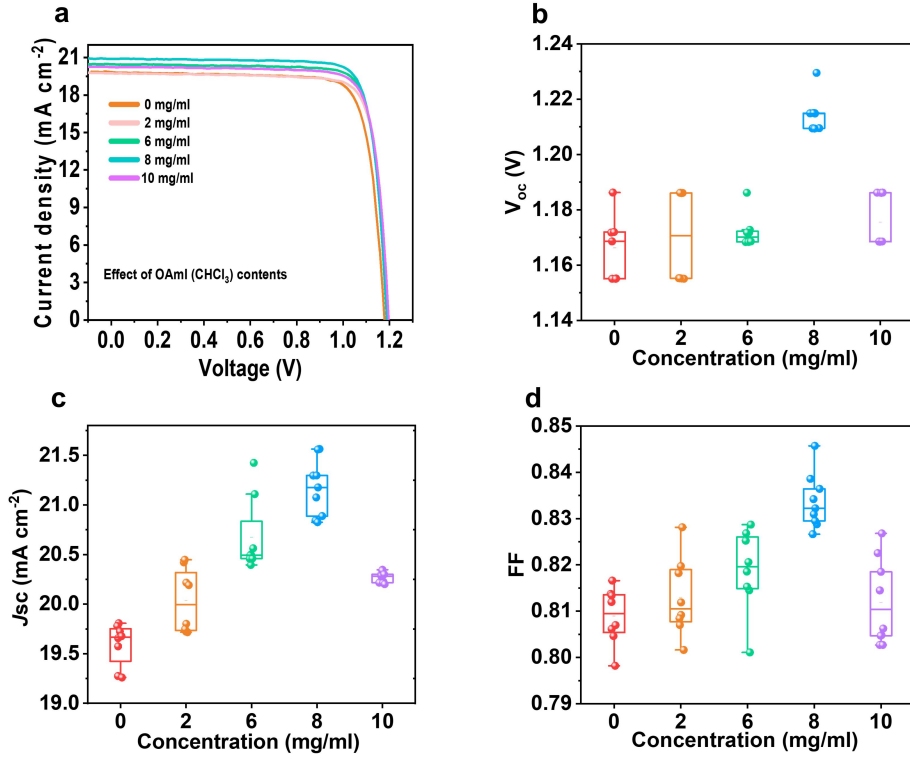 a
Current density (mA cm⁻²)
21
18
15
12
9
6
3
0
0 mg/ml
2 mg/ml
6 mg/ml
8 mg/ml
10 mg/ml
Effect of OAmI (CHCl₃) contents
0.0 0.2 0.4 0.6 0.8 1.0 1.2
Voltage (V)
b
Voc (V)
1.24
1.22
1.20
1.18
1.16
1.14
0 2 6 8 10
Concentration (mg/ml)
c
Jsc (mA cm⁻²)
21.5
21.0
20.5
20.0
19.5
19.0
0 2 6 8 10
Concentration (mg/ml)
d
FF
0.85
0.84
0.83
0.82
0.81
0.80
0.79
0 2 6 8 10
Concentration (mg/ml)